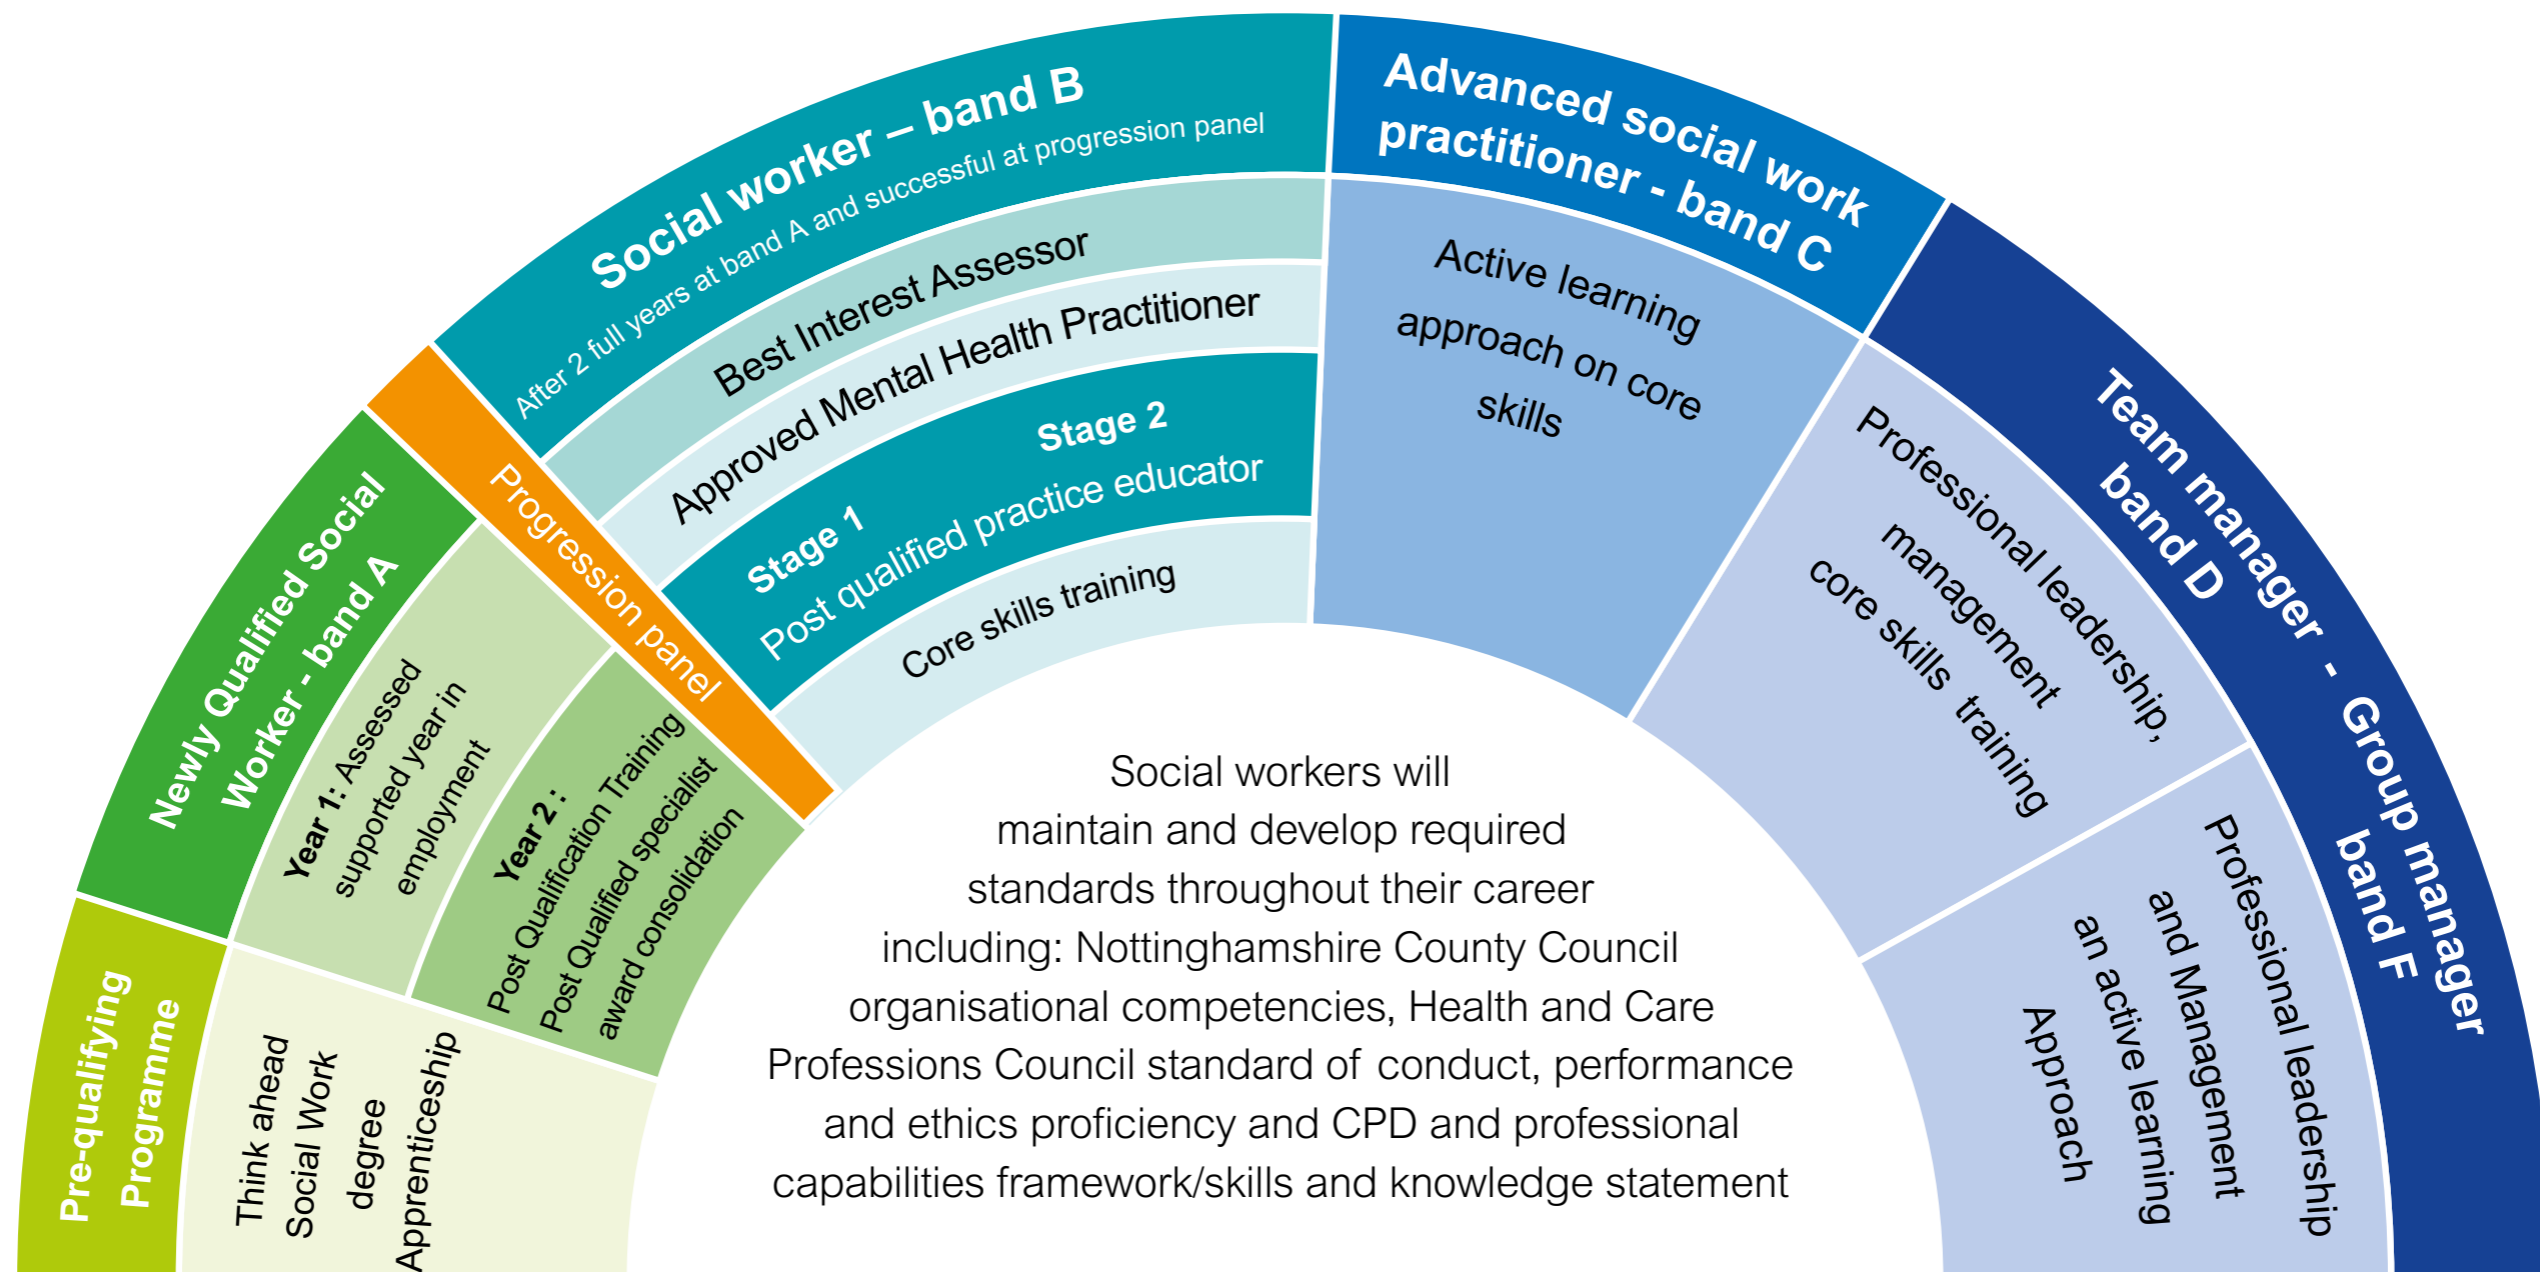 Pre-qualifying
Programme
Think ahead
Social Work
degree
Apprenticeship
Newly Qualified Social
Worker - band A
Year 1: Assessed
supported year in
employment
Year 2 :
Post Qualification Training
Post Qualified specialist
award consolidation
Progression panel
Social worker – band B
After 2 full years at band A and successful at progression panel
Best Interest Assessor
Approved Mental Health Practitioner
Stage 1
Stage 2
Post qualified practice educator
Core skills training
Advanced social work
practitioner - band C
Active learning
approach on core
skills
Team manager - Group manager
band D
band F
Professional leadership,
management
core skills training
Professional leadership
and Management
an active learning
Approach
Social workers will
maintain and develop required
standards throughout their career
including: Nottinghamshire County Council
organisational competencies, Health and Care
Professions Council standard of conduct, performance
and ethics proficiency and CPD and professional
capabilities framework/skills and knowledge statement